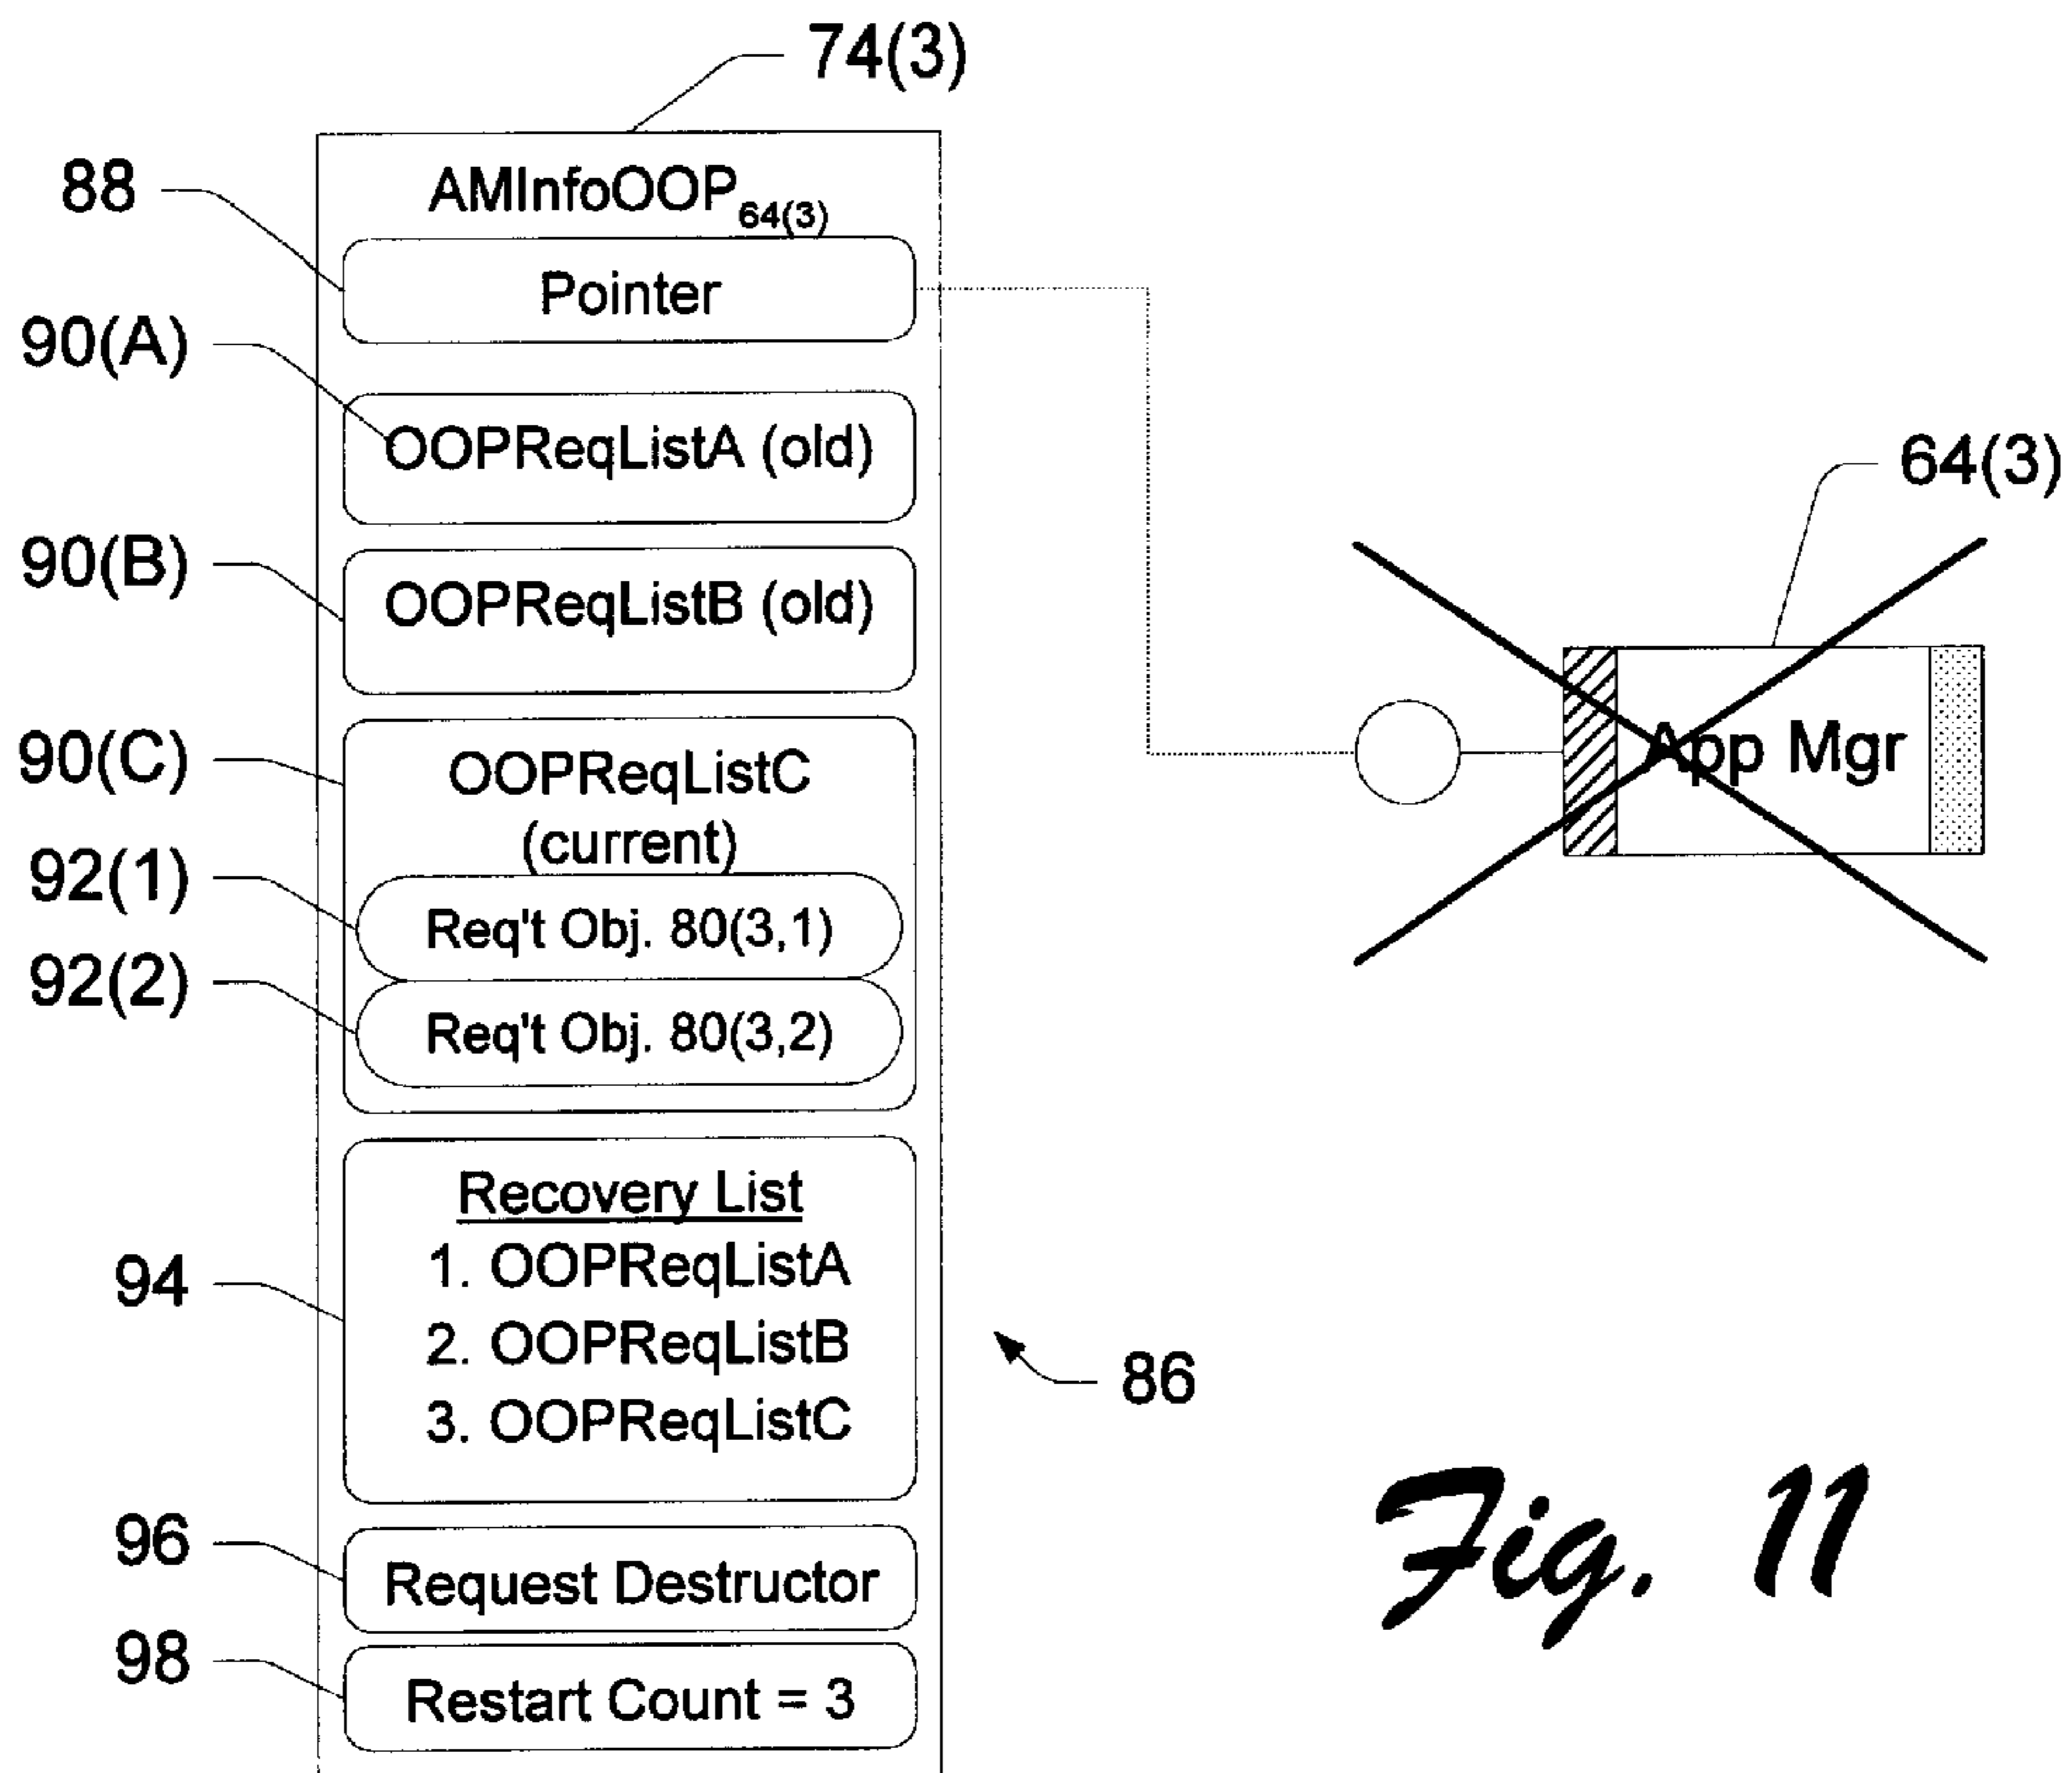 74(3)
88
AMInfoOOP64(3)
Pointer
90(A)
OOPReqListA (old)
90(B)
OOPReqListB (old)
64(3)
App Mgr
90(C)
OOPReqListC
(current)
92(1)
Req't Obj. 80(3,1)
92(2)
Req't Obj. 80(3,2)
94
Recovery List
1. OOPReqListA
2. OOPReqListB
3. OOPReqListC
86
96
Request Destructor
98
Restart Count = 3
Fig. 11